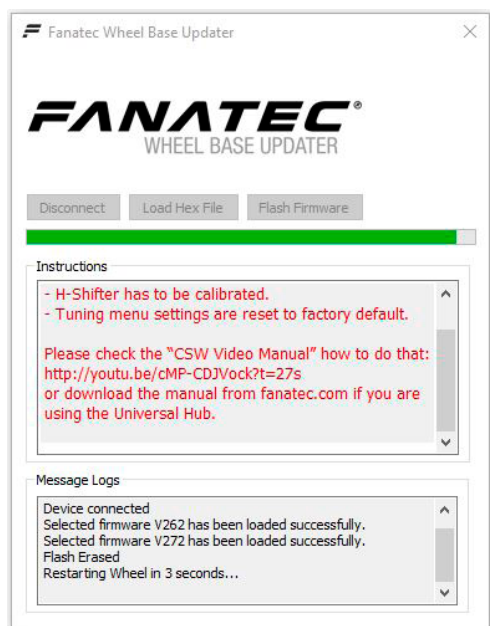 Fanatec Wheel Base Updater
FANATEC®
WHEEL BASE UPDATER
Disconnect
Load Hex File
Flash Firmware
Instructions
- H-Shifter has to be calibrated.
- Tuning menu settings are reset to factory default.
Please check the “CSW Video Manual” how to do that:
http://youtu.be/cMP-CDJVock?t=27s
or download the manual from fanatec.com if you are
using the Universal Hub.
Message Logs
Device connected
Selected firmware V262 has been loaded successfully.
Selected firmware V272 has been loaded successfully.
Flash Erased
Restarting Wheel in 3 seconds...